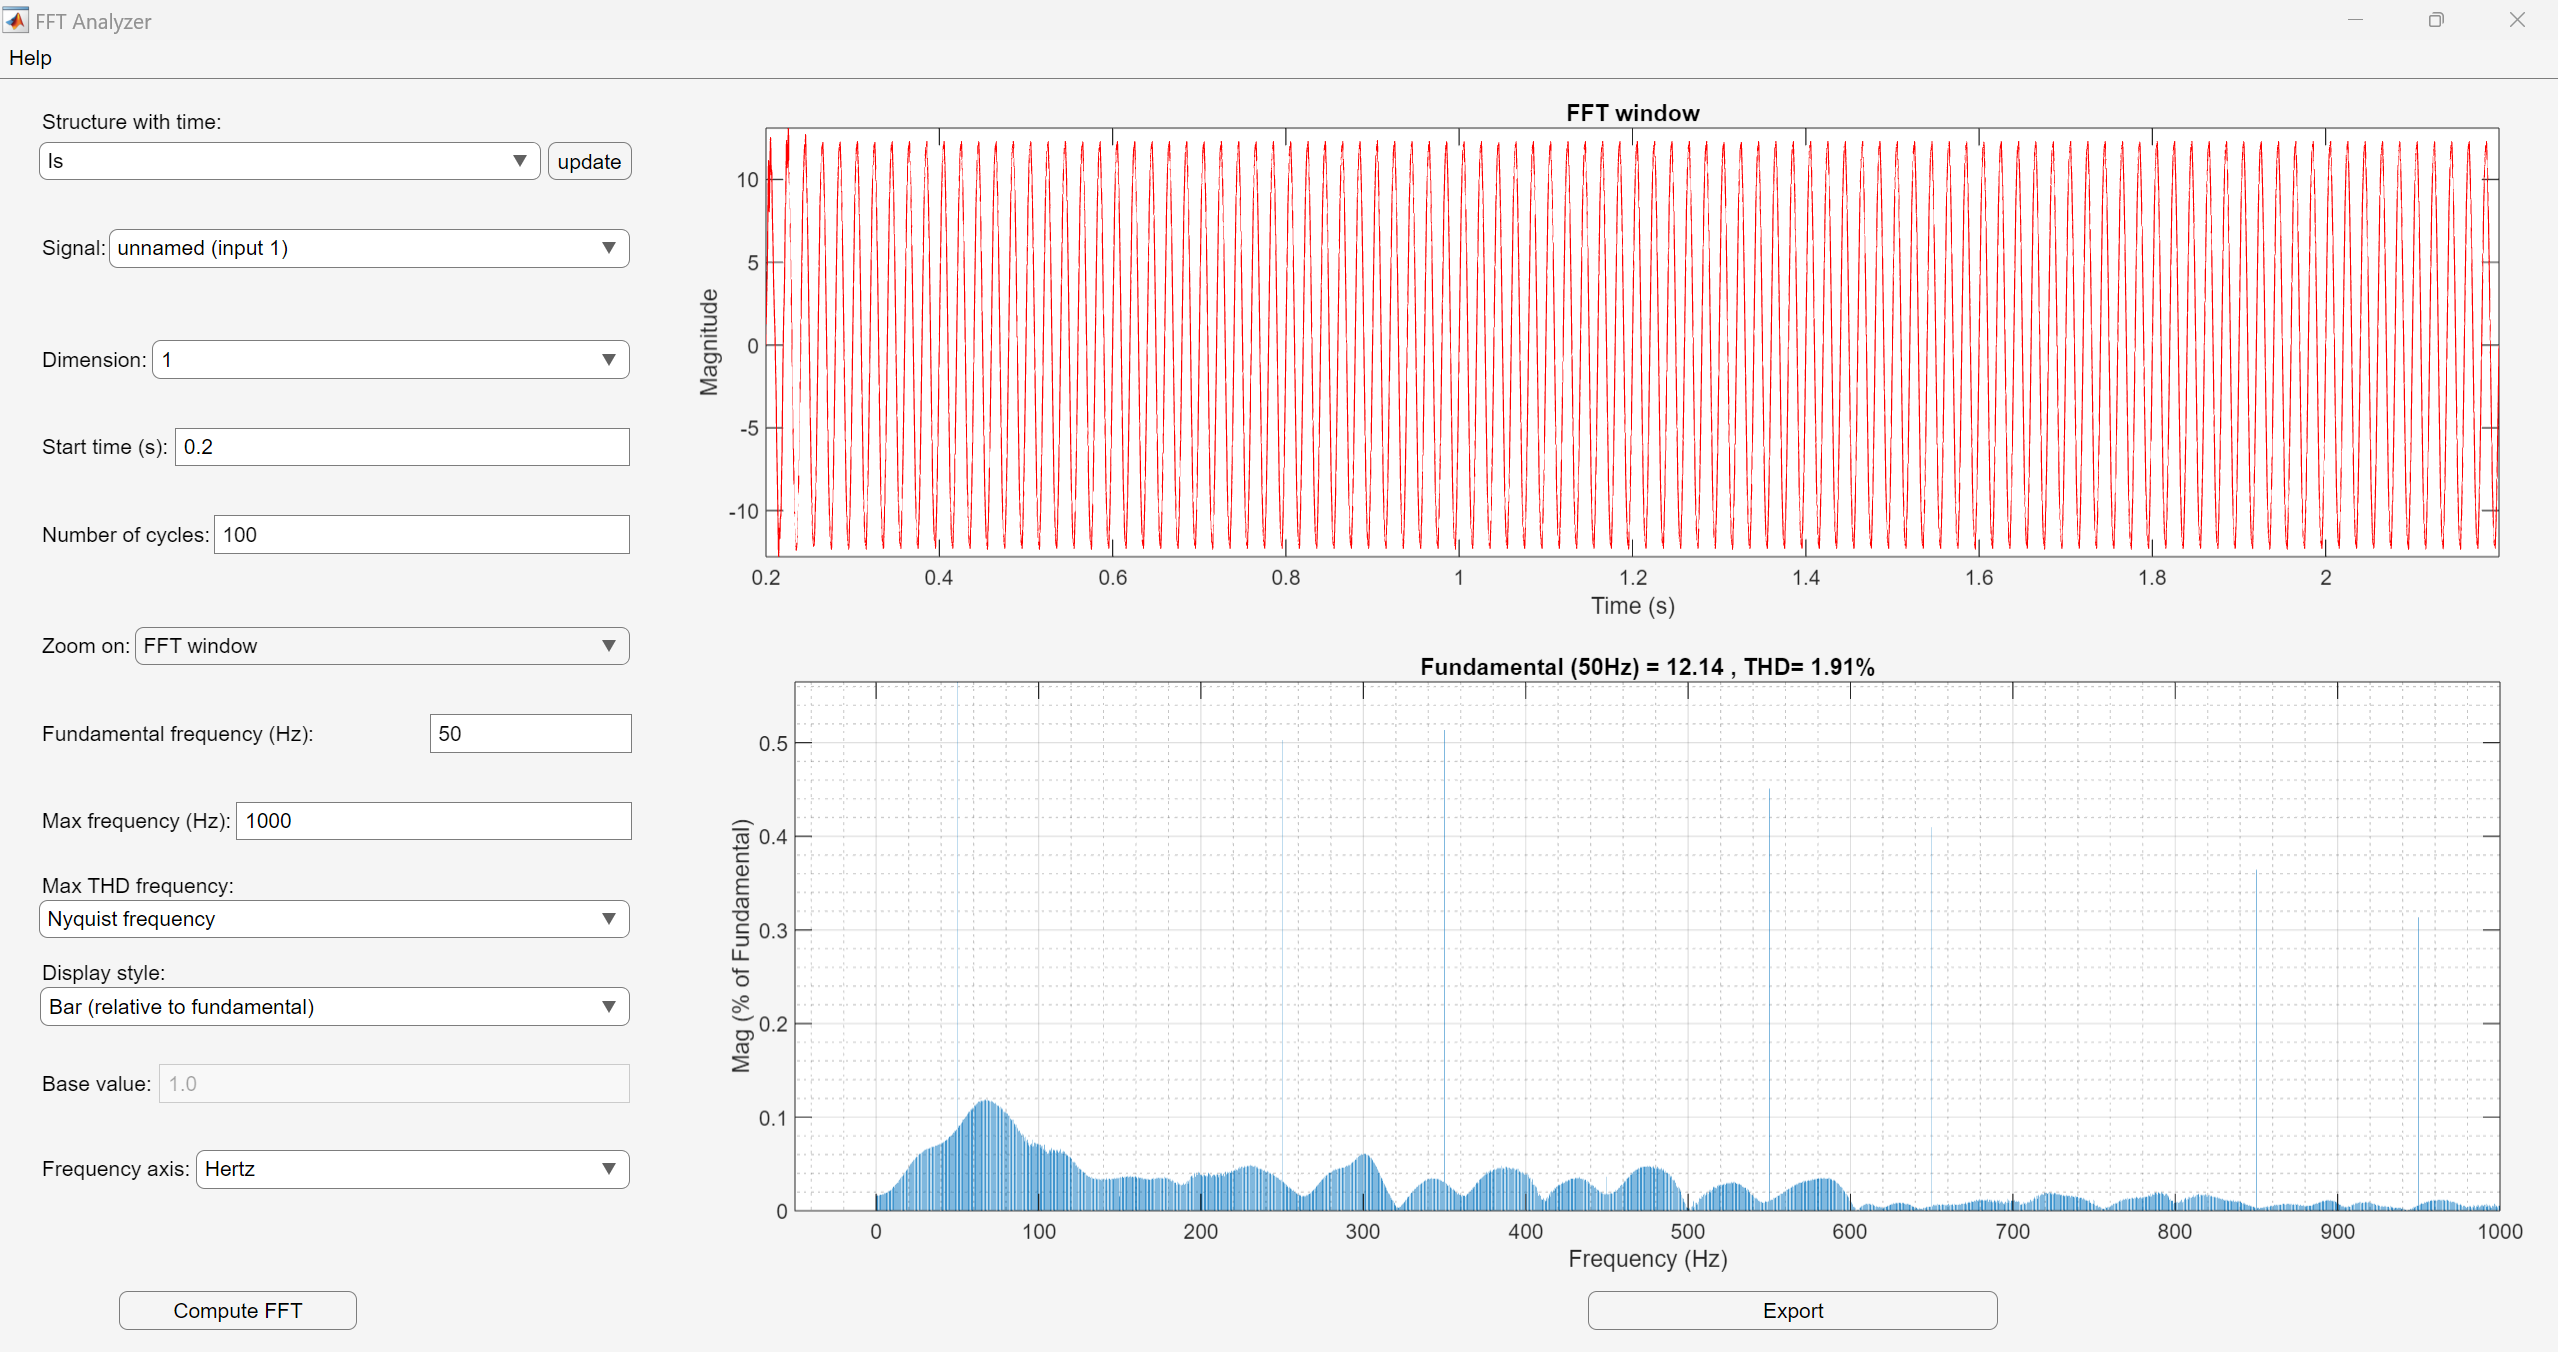 FFT Analyzer
Help
Structure with time:
Is
update
Signal: unnamed (input 1)
Dimension: 1
Start time (s): 0.2
Number of cycles: 100
Zoom on: FFT window
Fundamental frequency (Hz): 50
Max frequency (Hz): 1000
Max THD frequency:
Nyquist frequency
Display style:
Bar (relative to fundamental)
Base value: 1.0
Frequency axis: Hertz
Compute FFT
FFT window
10
5
0
-5
-10
Magnitude
0.2 0.4 0.6 0.8 1 1.2 1.4 1.6 1.8 2
Time (s)
Fundamental (50Hz) = 12.14 , THD= 1.91%
0.5
0.4
0.3
0.2
0.1
0
Mag (% of Fundamental)
0 100 200 300 400 500 600 700 800 900 1000
Frequency (Hz)
Export